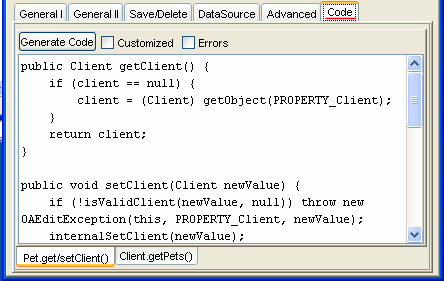 General I General II Save/Delete DataSource Advanced Code
Generate Code Customized Errors
public Client getClient() {
    if (client == null) {
        client = (Client) getObject(PROPERTY_Client);
    }
    return client;
}
public void setClient(Client newValue) {
    if (!isValidClient(newValue, null)) throw new
OAEditException(this, PROPERTY_Client, newValue);
    internalSetClient(newValue);
Pet.get/setClient() Client.getPets()